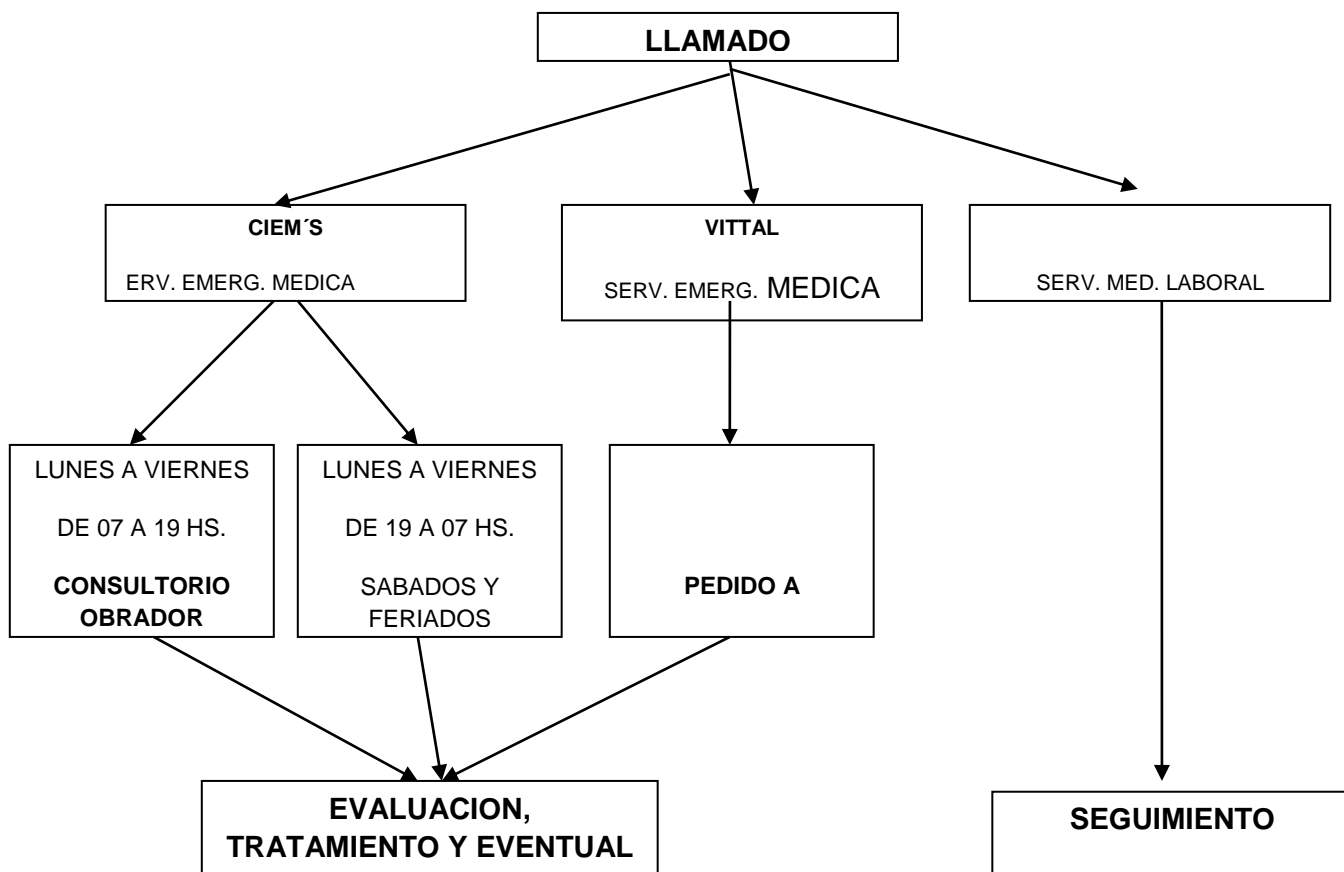 LLAMADO
CIEM´S
ERV. EMERG. MEDICA
VITTAL
SERV. EMERG. MEDICA
SERV. MED. LABORAL
LUNES A VIERNES
DE 07 A 19 HS.
CONSULTORIO
OBRADOR
LUNES A VIERNES
DE 19 A 07 HS.
SABADOS Y
FERIADOS
PEDIDO A
EVALUACION,
TRATAMIENTO Y EVENTUAL
SEGUIMIENTO